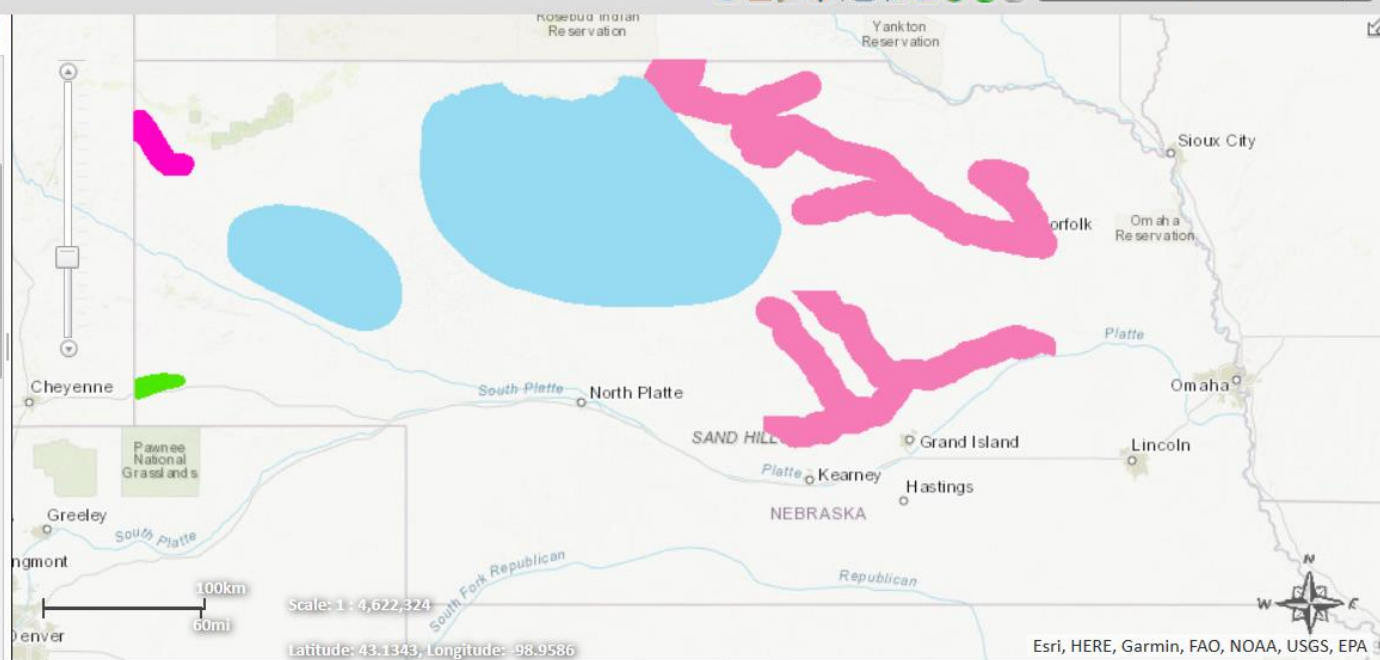 Rosebud Indian
Reservation
Yankton
Reservation
Sioux City
orfolk
Omaha
Reservation
Platte
Cheyenne
South Platte
North Platte
Omaha
SAND HILL
Grand Island
Lincoln
Pawnee
National
Grasslands
Platte
Kearney
Hastings
NEBRASKA
Greeley
South Platte
ngmont
South Fork Republican
Republican
100km
60mi
Scale: 1 : 4,622,324
Denver
Latitude: 43.1343, Longitude: -98.9586
N
W
E
Esri, HERE, Garmin, FAO, NOAA, USGS, EPA